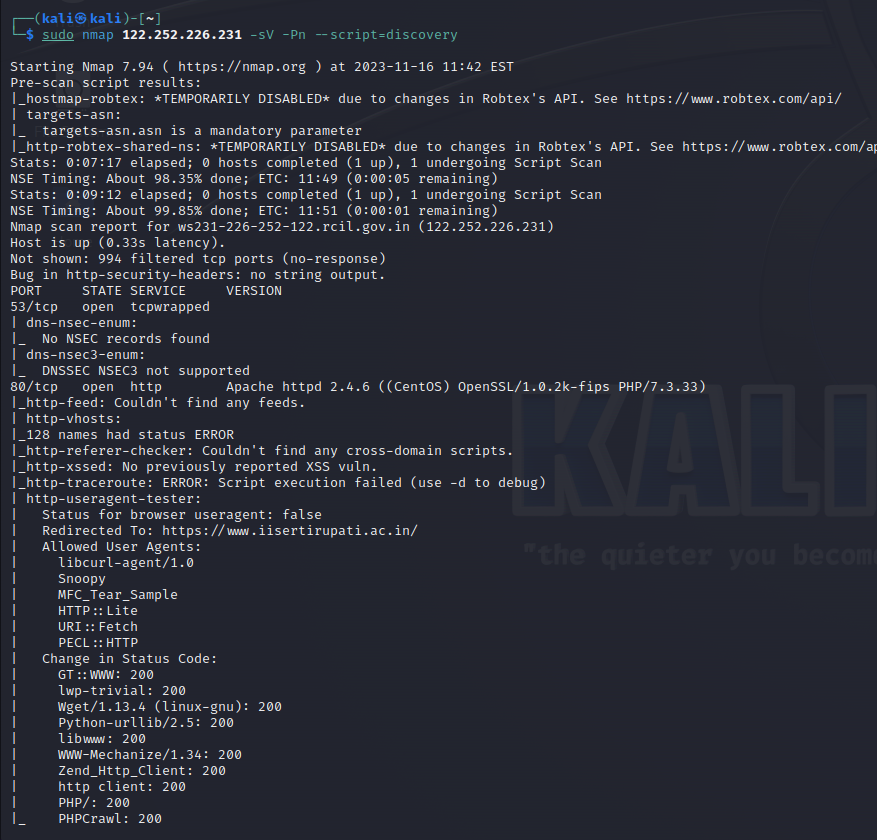 ┌──(kali㉿kali)-[~]
└─$ sudo nmap 122.252.226.231 -sV -Pn --script=discovery
Starting Nmap 7.94 ( https://nmap.org ) at 2023-11-16 11:42 EST
Pre-scan script results:
|_hostmap-robtex: *TEMPORARILY DISABLED* due to changes in Robtex's API. See https://www.robtex.com/api/
| targets-asn:
|_  targets-asn.asn is a mandatory parameter
|_http-robtex-shared-ns: *TEMPORARILY DISABLED* due to changes in Robtex's API. See https://www.robtex.com/ap
Stats: 0:07:17 elapsed; 0 hosts completed (1 up), 1 undergoing Script Scan
NSE Timing: About 98.35% done; ETC: 11:49 (0:00:05 remaining)
Stats: 0:09:12 elapsed; 0 hosts completed (1 up), 1 undergoing Script Scan
NSE Timing: About 99.85% done; ETC: 11:51 (0:00:01 remaining)
Nmap scan report for ws231-226-252-122.rcil.gov.in (122.252.226.231)
Host is up (0.33s latency).
Not shown: 994 filtered tcp ports (no-response)
Bug in http-security-headers: no string output.
PORT     STATE SERVICE     VERSION
53/tcp   open  tcpwrapped
| dns-nsec-enum:
|_  No NSEC records found
| dns-nsec3-enum:
|_  DNSSEC NSEC3 not supported
80/tcp   open  http        Apache httpd 2.4.6 ((CentOS) OpenSSL/1.0.2k-fips PHP/7.3.33)
|_http-feed: Couldn't find any feeds.
| http-vhosts:
|_128 names had status ERROR
|_http-referer-checker: Couldn't find any cross-domain scripts.
|_http-xssed: No previously reported XSS vuln.
|_http-traceroute: ERROR: Script execution failed (use -d to debug)
| http-useragent-tester:
|   Status for browser useragent: false
|   Redirected To: https://www.iisertirupati.ac.in/
|   Allowed User Agents:
|     libcurl-agent/1.0
|     Snoopy
|     MFC_Tear_Sample
|     HTTP::Lite
|     URI::Fetch
|     PECL::HTTP
|   Change in Status Code:
|     GT::WWW: 200
|     lwp-trivial: 200
|     Wget/1.13.4 (linux-gnu): 200
|     Python-urllib/2.5: 200
|     libwww: 200
|     WWW-Mechanize/1.34: 200
|     Zend_Http_Client: 200
|     http client: 200
|     PHP/: 200
|_    PHPCrawl: 200
KALI
"the quieter you becom